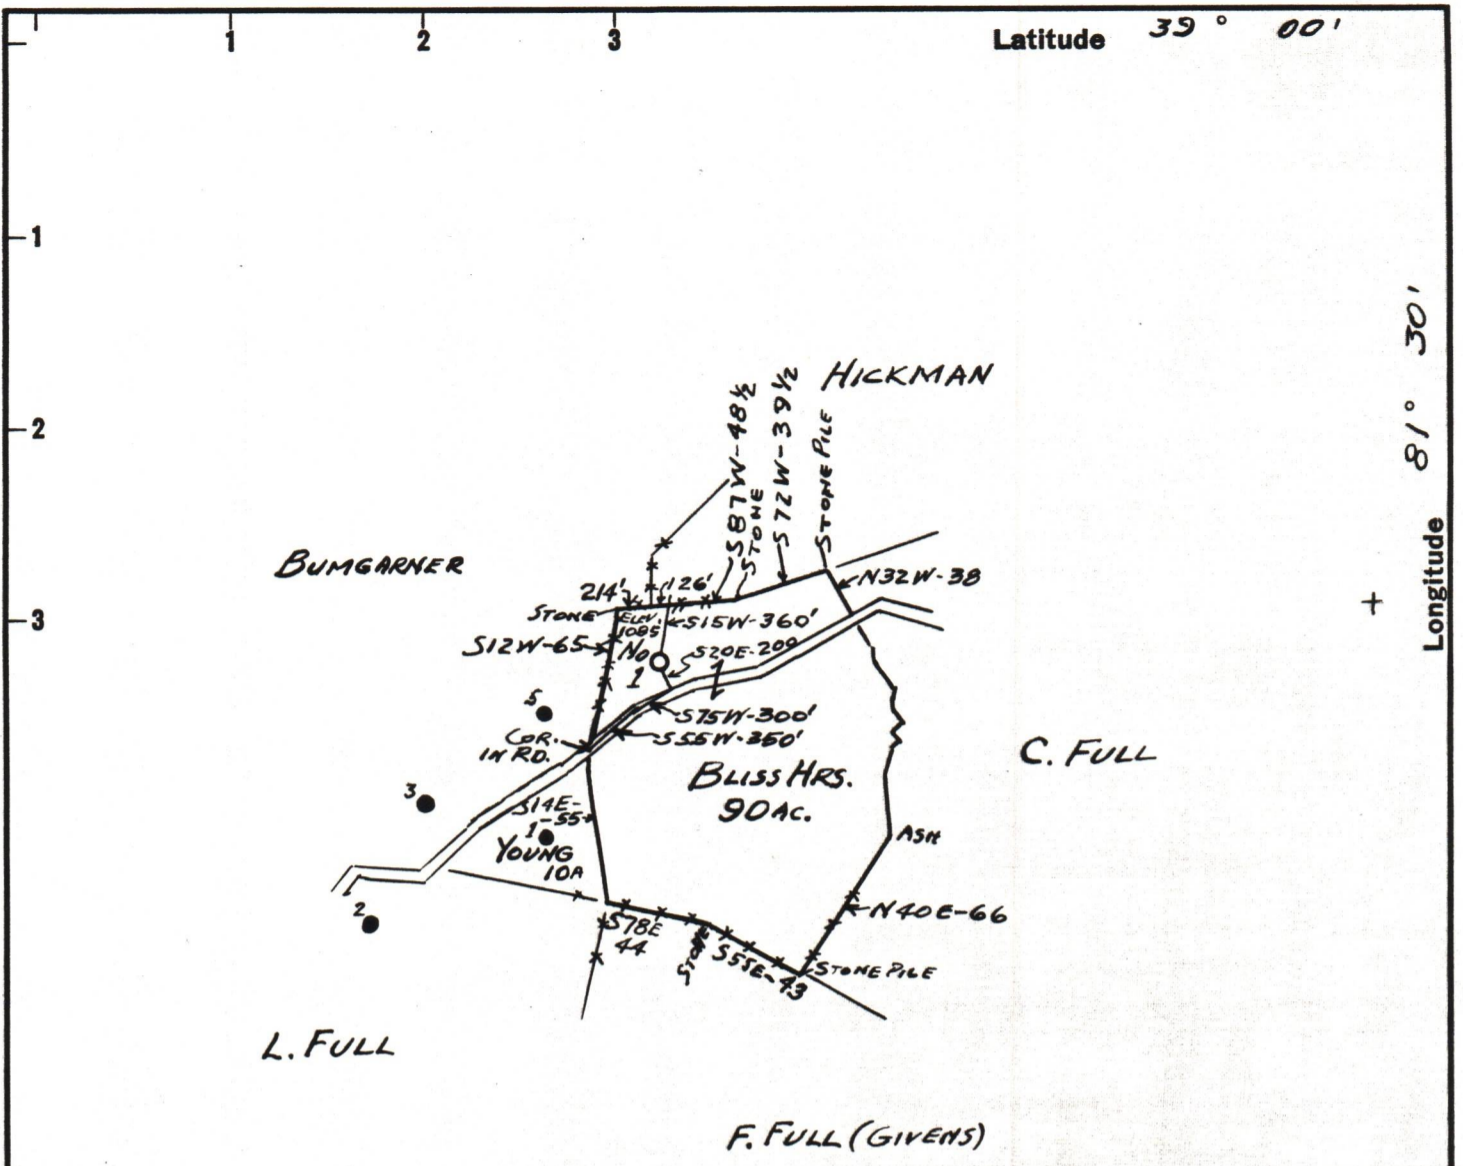 1 2 3 Latitude 39° 00'
1
2
3
Longitude 81° 30'
HICKMAN
S87W-48½
STONE
S72W-39½
STONE PILE
BUMGARNER
214' 126'
STONE
ELEV.
1085
N32W-38
S15W-360'
S12W-65
No
1
S20E-200
5
S75W-300'
S55W-350'
COR.
IN RD.
BLISS HRS.
90AC.
C. FULL
3
S14E-
-55
1
YOUNG
10A
ASH
2
N40E-66
S78E
44
STONE
S55E-43
STONE PILE
L. FULL
F. FULL (GIVENS)